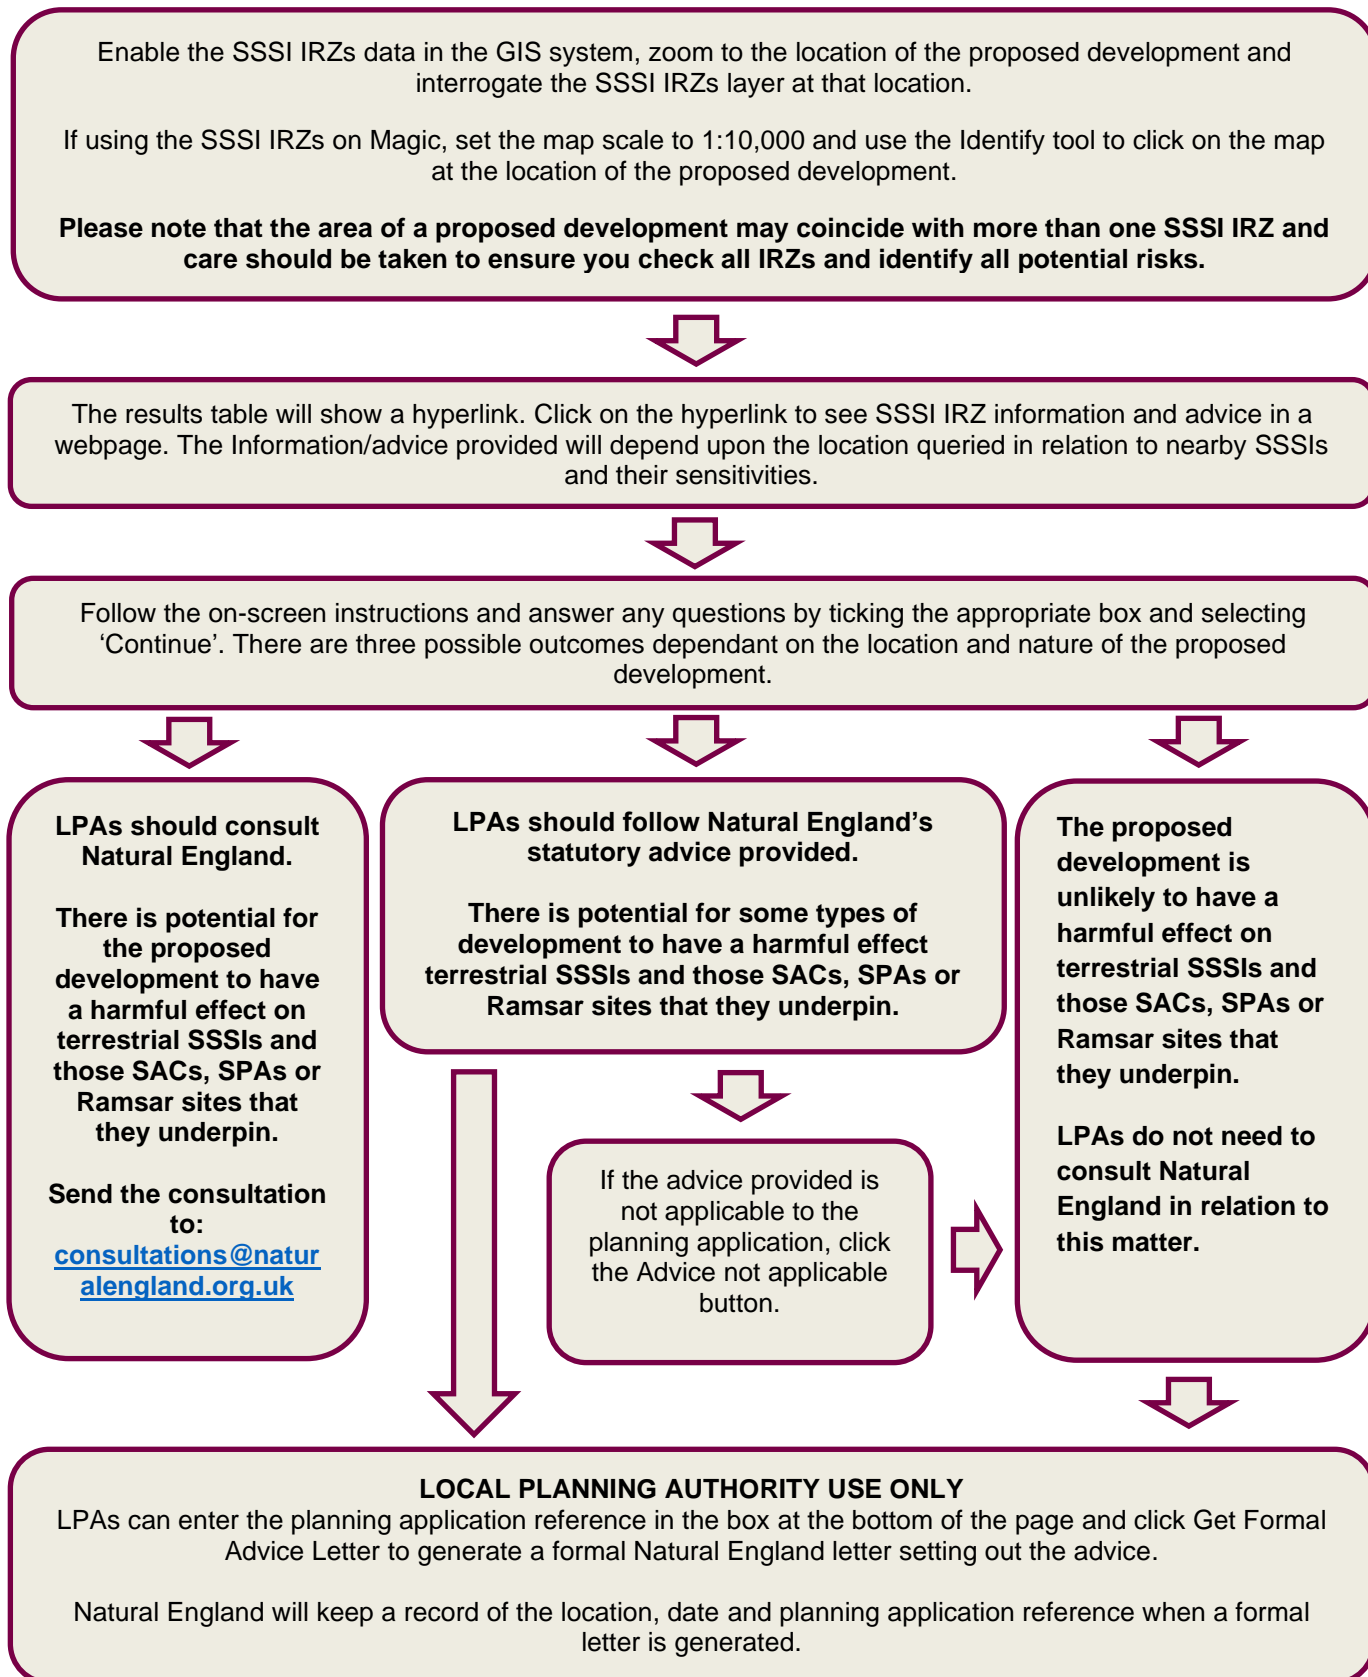 Enable the SSSI IRZs data in the GIS system, zoom to the location of the proposed development and
interrogate the SSSI IRZs layer at that location.
If using the SSSI IRZs on Magic, set the map scale to 1:10,000 and use the Identify tool to click on the map
at the location of the proposed development.
Please note that the area of a proposed development may coincide with more than one SSSI IRZ and
care should be taken to ensure you check all IRZs and identify all potential risks.
The results table will show a hyperlink. Click on the hyperlink to see SSSI IRZ information and advice in a
webpage. The Information/advice provided will depend upon the location queried in relation to nearby SSSIs
and their sensitivities.
Follow the on-screen instructions and answer any questions by ticking the appropriate box and selecting
‘Continue’. There are three possible outcomes dependant on the location and nature of the proposed
development.
LPAs should consult
Natural England.
There is potential for
the proposed
development to have
a harmful effect on
terrestrial SSSIs and
those SACs, SPAs or
Ramsar sites that
they underpin.
Send the consultation
to:
consultations@natur
alengland.org.uk
LPAs should follow Natural England’s
statutory advice provided.
There is potential for some types of
development to have a harmful effect
terrestrial SSSIs and those SACs, SPAs or
Ramsar sites that they underpin.
If the advice provided is
not applicable to the
planning application, click
the Advice not applicable
button.
The proposed
development is
unlikely to have a
harmful effect on
terrestrial SSSIs and
those SACs, SPAs or
Ramsar sites that
they underpin.
LPAs do not need to
consult Natural
England in relation to
this matter.
LOCAL PLANNING AUTHORITY USE ONLY
LPAs can enter the planning application reference in the box at the bottom of the page and click Get Formal
Advice Letter to generate a formal Natural England letter setting out the advice.
Natural England will keep a record of the location, date and planning application reference when a formal
letter is generated.